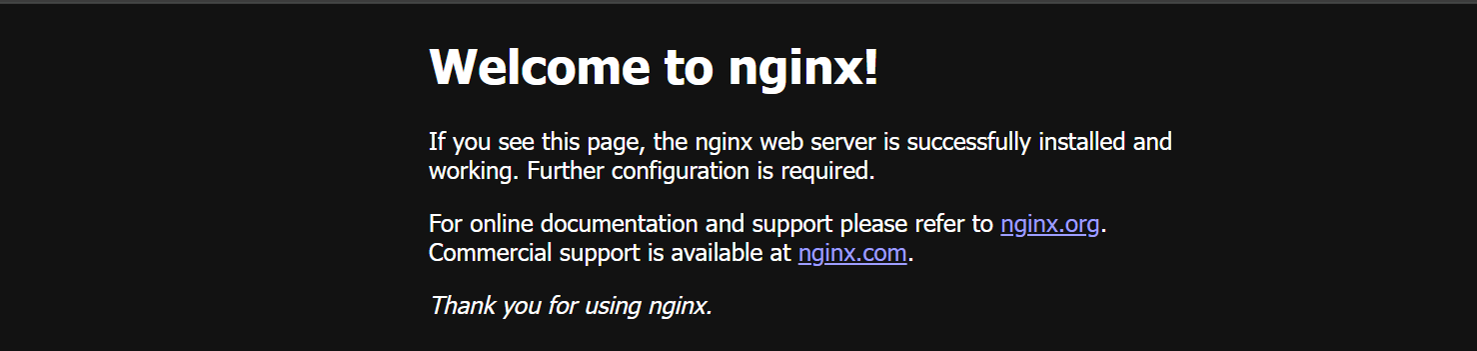 Welcome to nginx!
If you see this page, the nginx web server is successfully installed and
working. Further configuration is required.
For online documentation and support please refer to nginx.org.
Commercial support is available at nginx.com.
Thank you for using nginx.